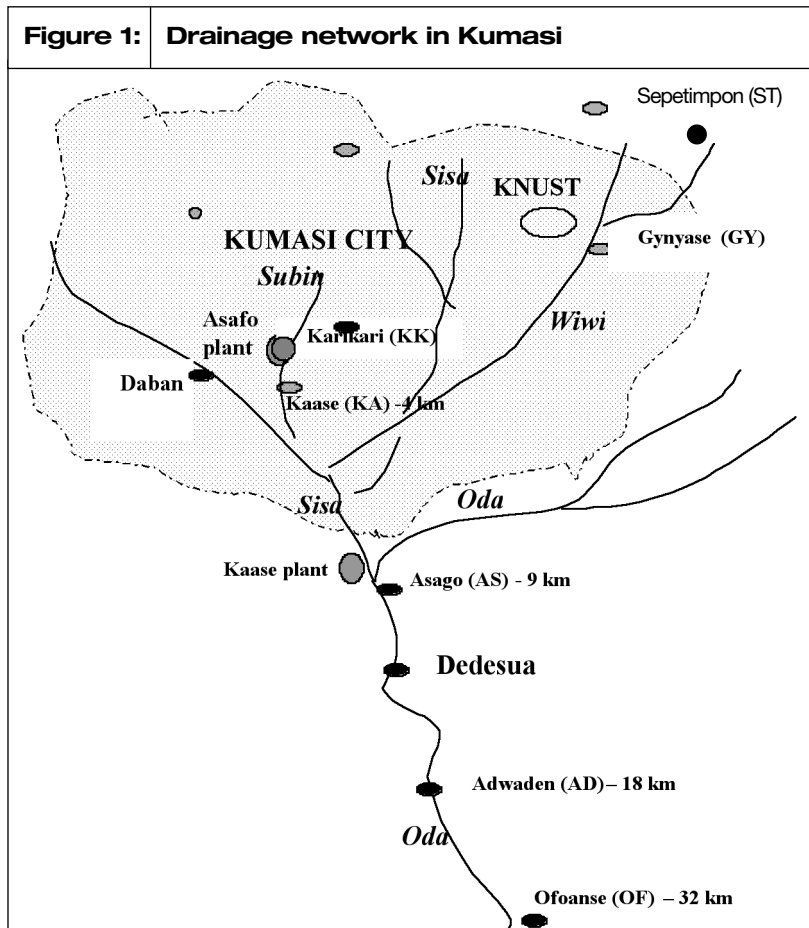 Figure 1: Drainage network in Kumasi
Sepetimpon (ST)
Sisa
KNUST
KUMASI CITY
Gynyase (GY)
Subin
Wiwi
Asafo
plant
Karikari (KK)
Daban
Kaase (KA) -4 km
Sisa
Oda
Kaase plant
Asago (AS) - 9 km
Dedesua
Adwaden (AD) – 18 km
Oda
Ofoanse (OF) – 32 km